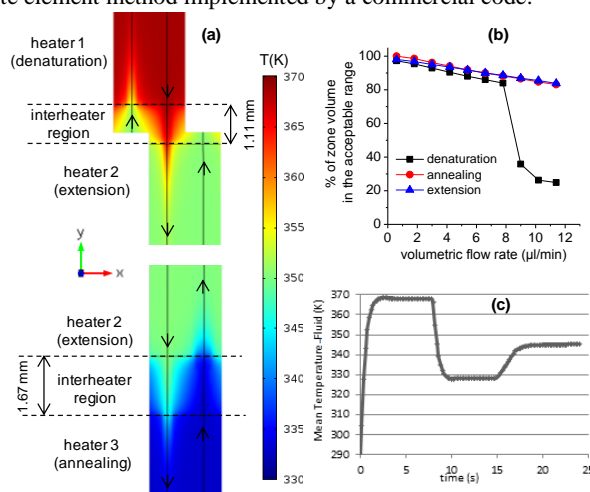 te element method implemented by a commercial code.
(a)
heater 1
(denaturation)
interheater
region
1.11 mm
heater 2
(extension)
y
x
heater 2
(extension)
1.67 mm
interheater
region
heater 3
(annealing)
T(K)
370
365
360
355
350
345
342
335
330
(b)
% of zone volume
in the acceptable range
100
80
60
40
20
0
denaturation
annealing
extension
0 2 4 6 8 10 12
volumetric flow rate (μl/min)
(c)
Mean Temperature-Fluid (K)
370
360
350
340
330
320
310
300
290
0 5 10 15 20 25
time (s)